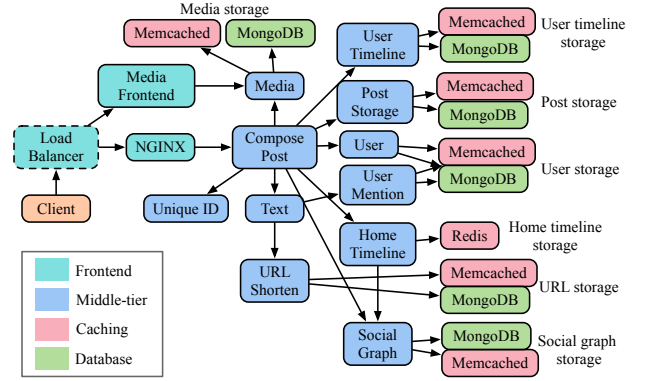 Media storage
Memcached
MongoDB
User
Timeline
Memcached
MongoDB
User timeline
storage
Media
Frontend
Media
Post
Storage
Memcached
MongoDB
Post storage
Load
Balancer
NGINX
Compose
Post
User
Memcached
MongoDB
User storage
User
Mention
Client
Unique ID
Text
Home
Timeline
Redis
Home timeline
storage
URL
Shorten
Memcached
MongoDB
URL storage
Social
Graph
MongoDB
Memcached
Social graph
storage
Frontend
Middle-tier
Caching
Database